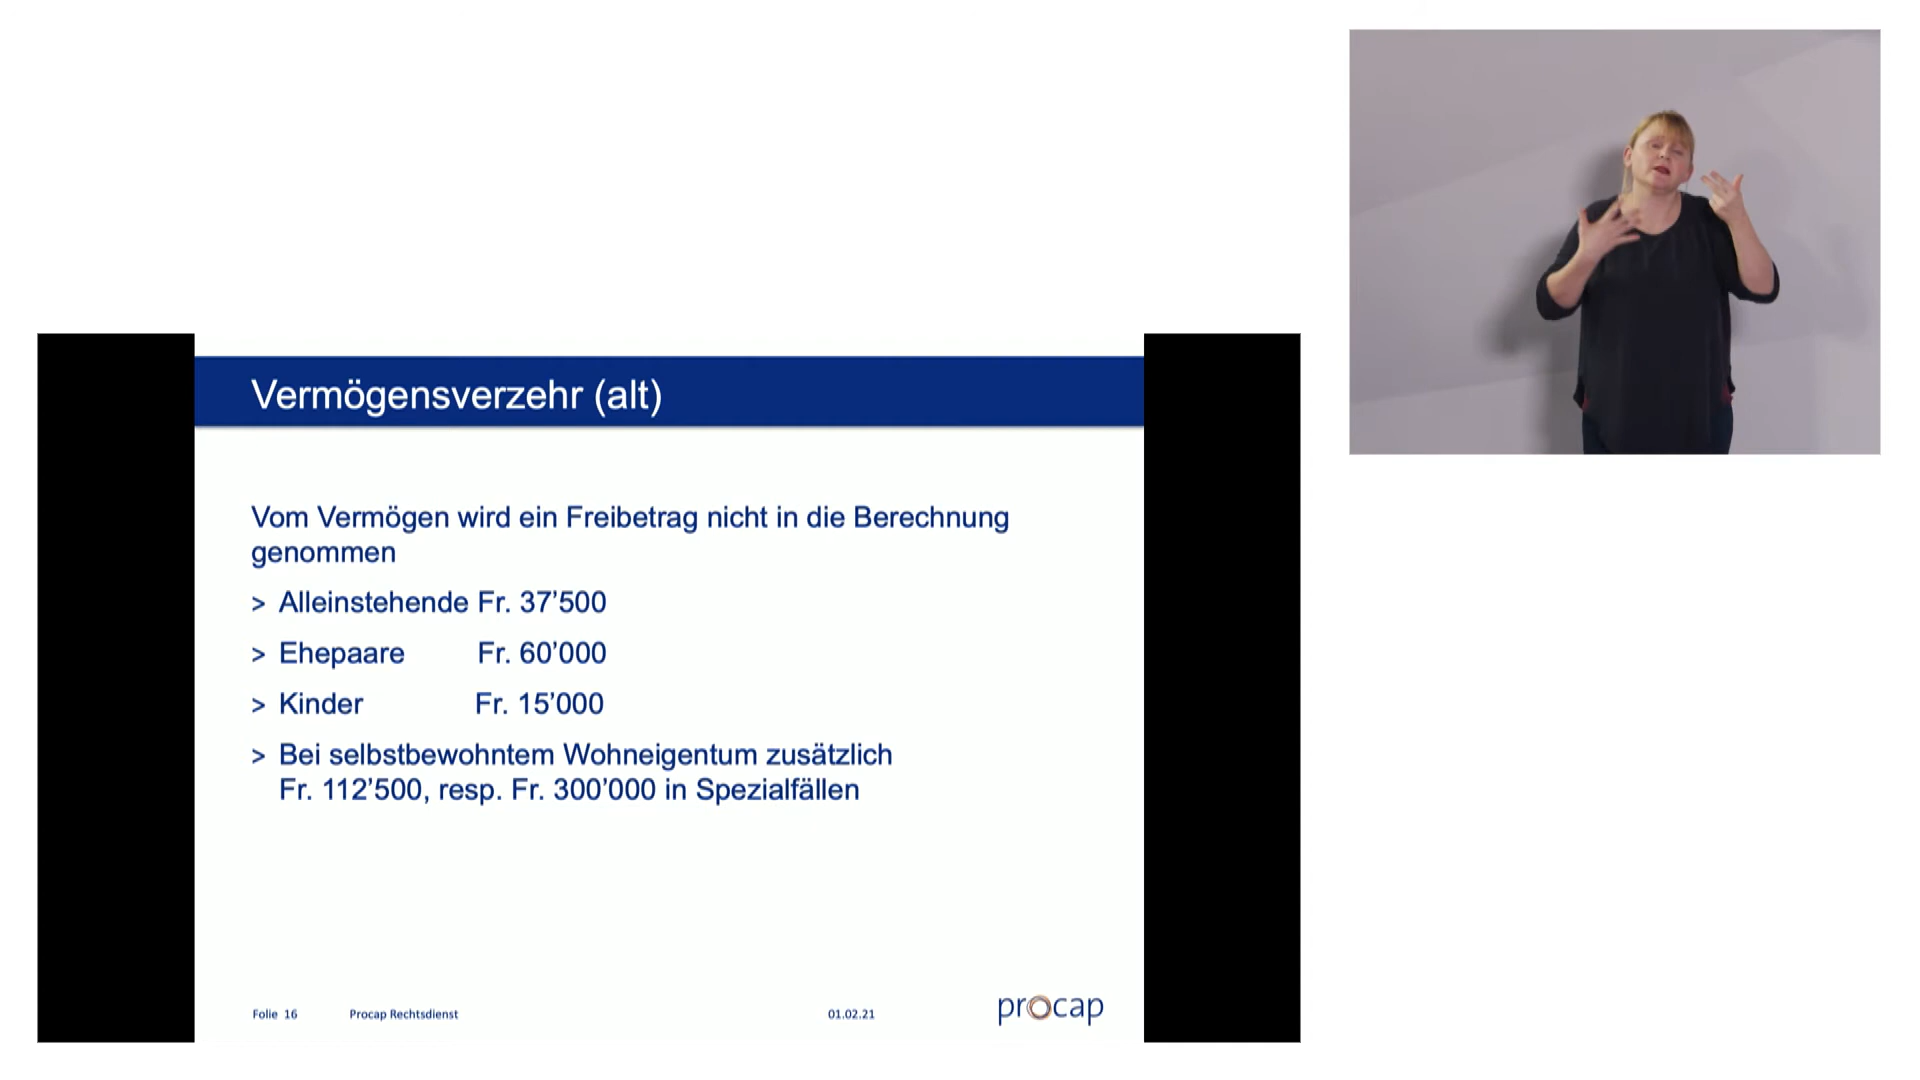 Vermögensverzehr (alt)
Vom Vermögen wird ein Freibetrag nicht in die Berechnung
genommen
> Alleinstehende Fr. 37’500
> Ehepaare Fr. 60’000
> Kinder Fr. 15’000
> Bei selbstbewohntem Wohneigentum zusätzlich
Fr. 112’500, resp. Fr. 300’000 in Spezialfällen
Folie 16 Procap Rechtsdienst 01.02.21 procap